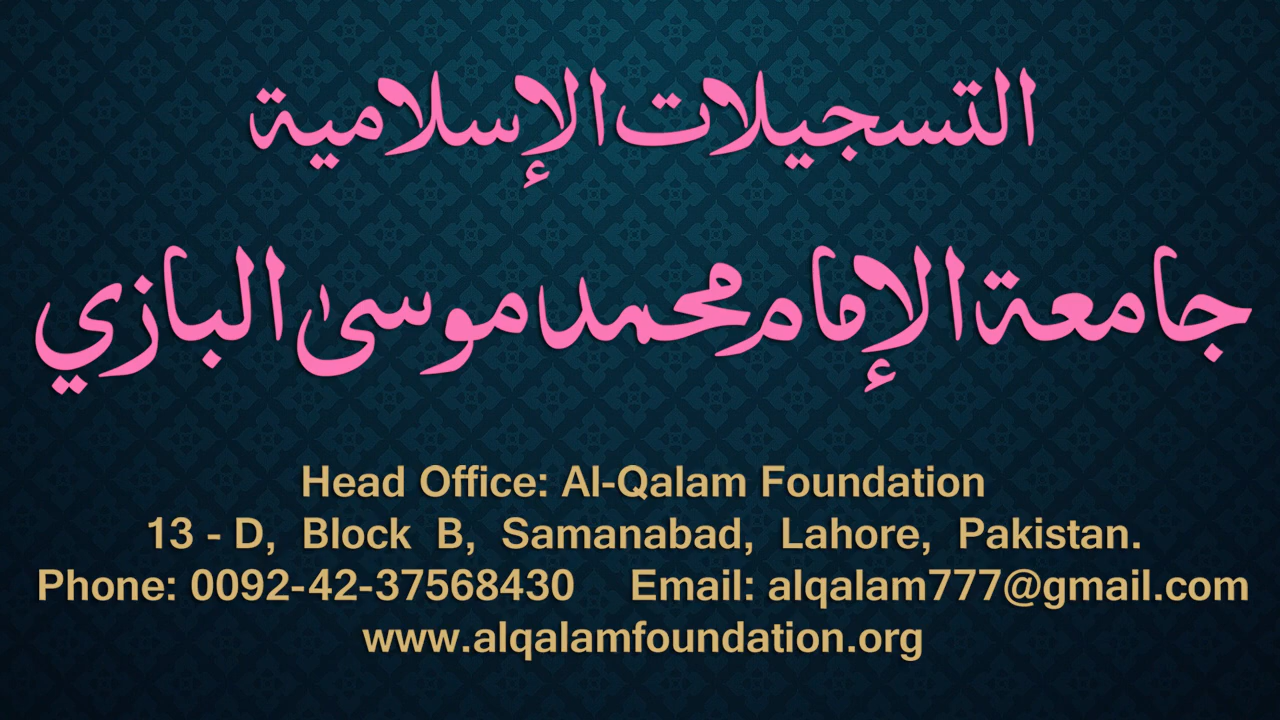 التسجيلات الإسلامية
جامعة الإمام محمد موسىٰ البازي
Head Office: Al-Qalam Foundation
13 - D, Block B, Samanabad, Lahore, Pakistan.
Phone: 0092-42-37568430 Email: alqalam777@gmail.com
www.alqalamfoundation.org